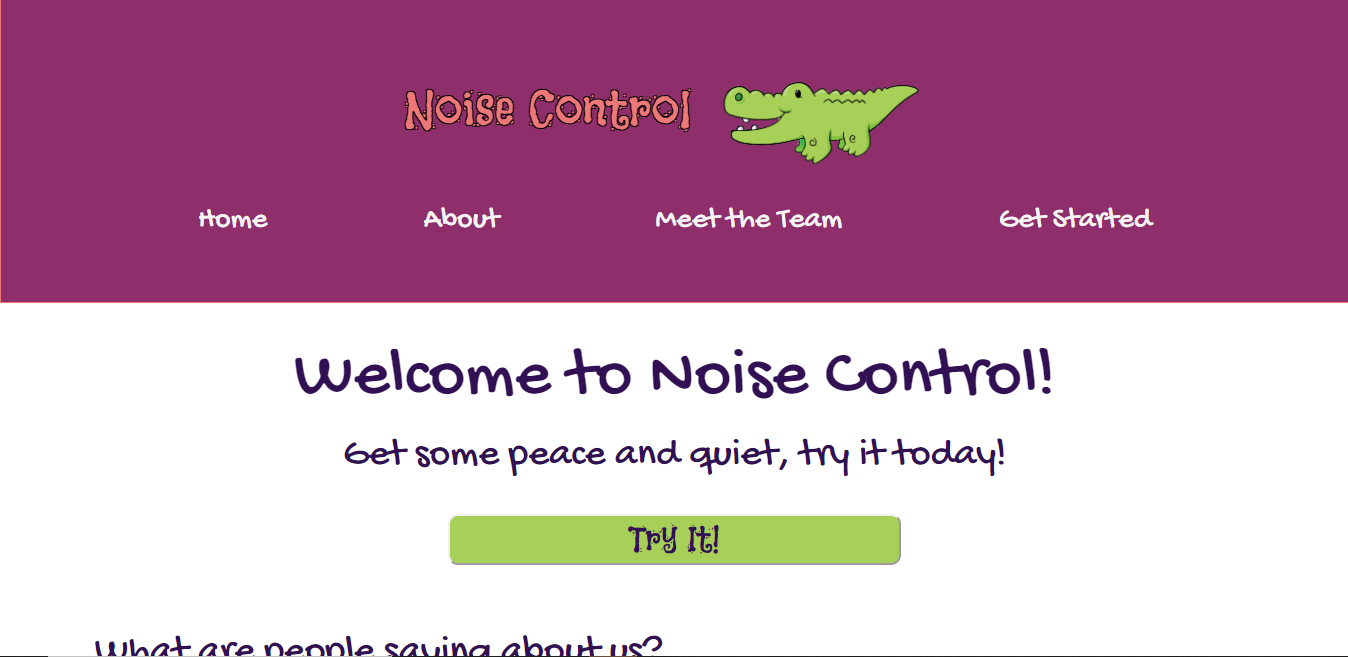 Noise Control
Home About Meet the Team Get Started
Welcome to Noise Control!
Get some peace and quiet, try it today!
Try It!
What are people saying about us?